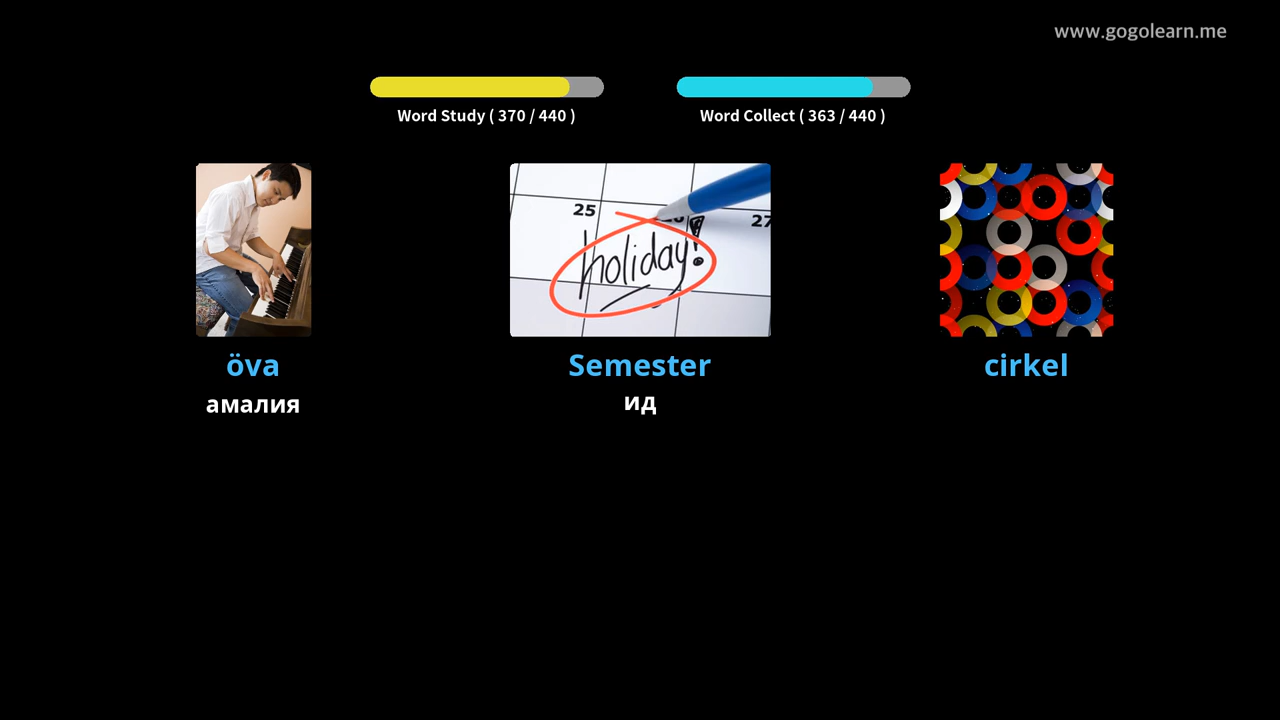 www.gogolearn.me
Word Study ( 370 / 440 )
Word Collect ( 363 / 440 )
25
27
holiday!
öva
Semester
cirkel
амалия
ид